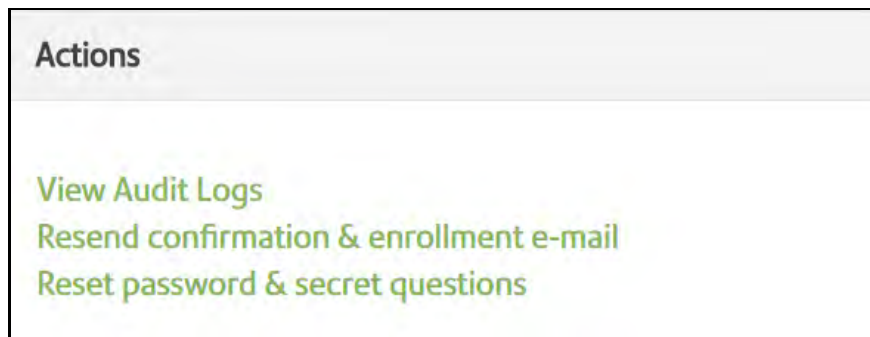 Actions
View Audit Logs
Resend confirmation & enrollment e-mail
Reset password & secret questions